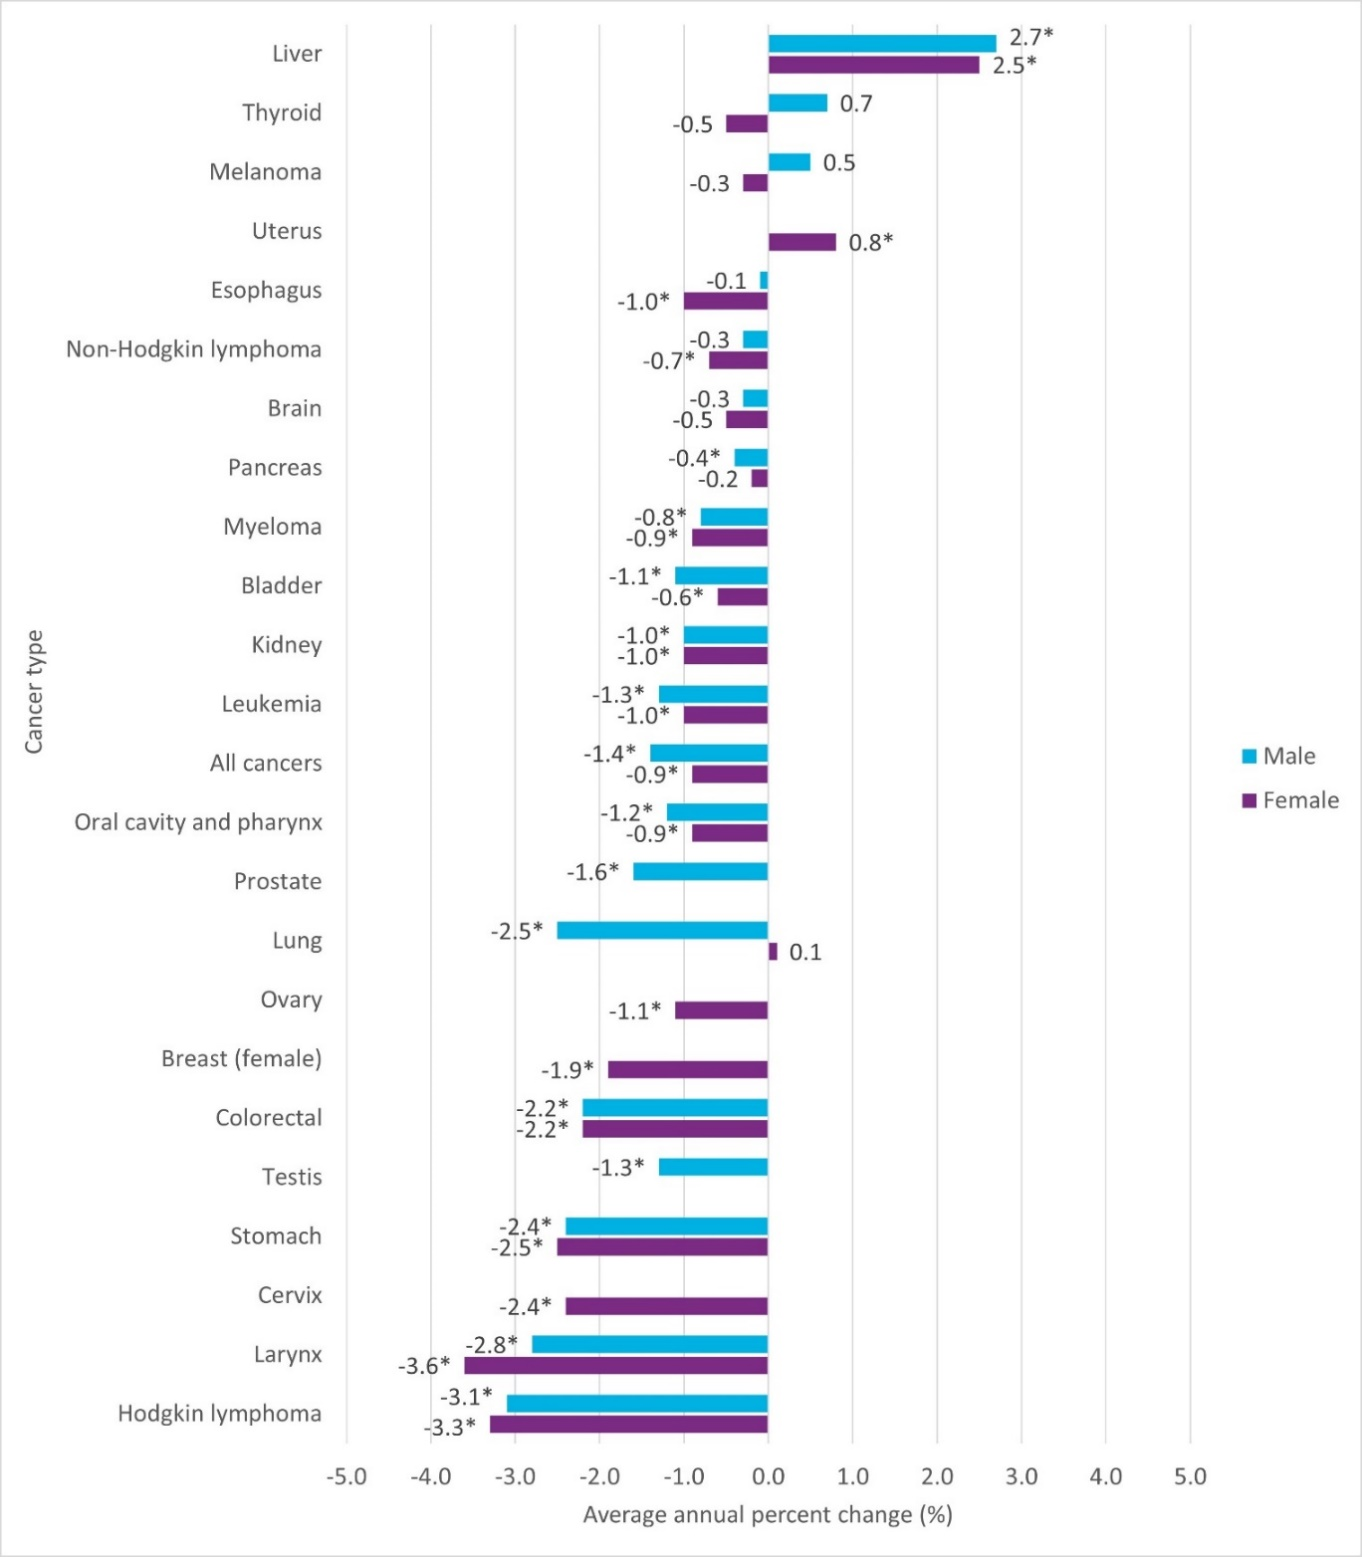 Liver
2.7*
2.5*
Thyroid
0.7
-0.5
Melanoma
0.5
-0.3
Uterus
0.8*
Esophagus
-0.1
-1.0*
Non-Hodgkin lymphoma
-0.3
-0.7*
Brain
-0.3
-0.5
Pancreas
-0.4*
-0.2
Myeloma
-0.8*
-0.9*
Bladder
-1.1*
-0.6*
Kidney
-1.0*
-1.0*
Leukemia
-1.3*
-1.0*
All cancers
-1.4*
-0.9*
Oral cavity and pharynx
-1.2*
-0.9*
Prostate
-1.6*
Lung
-2.5*
0.1
Ovary
-1.1*
Breast (female)
-1.9*
Colorectal
-2.2*
-2.2*
Testis
-1.3*
Stomach
-2.4*
-2.5*
Cervix
-2.4*
Larynx
-2.8*
-3.6*
Hodgkin lymphoma
-3.1*
-3.3*
Cancer type
Male
Female
-5.0 -4.0 -3.0 -2.0 -1.0 0.0 1.0 2.0 3.0 4.0 5.0
Average annual percent change (%)